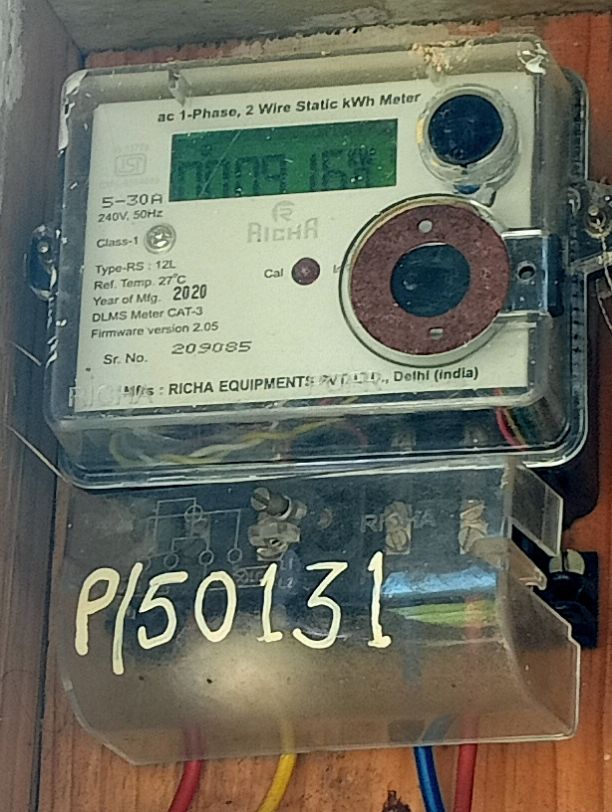 ac 1-Phase, 2 Wire Static kWh Meter
5-30A
240V, 50Hz
RICHA
Class-1
Cal
Type-RS : 12L
Ref. Temp. 27°C
Year of Mfg. 2020
DLMS Meter CAT-3
Firmware version 2.05
Sr. No. 209085
: RICHA EQUIPMENTS Delhi (india)
RICHA
RICHA
P/50131